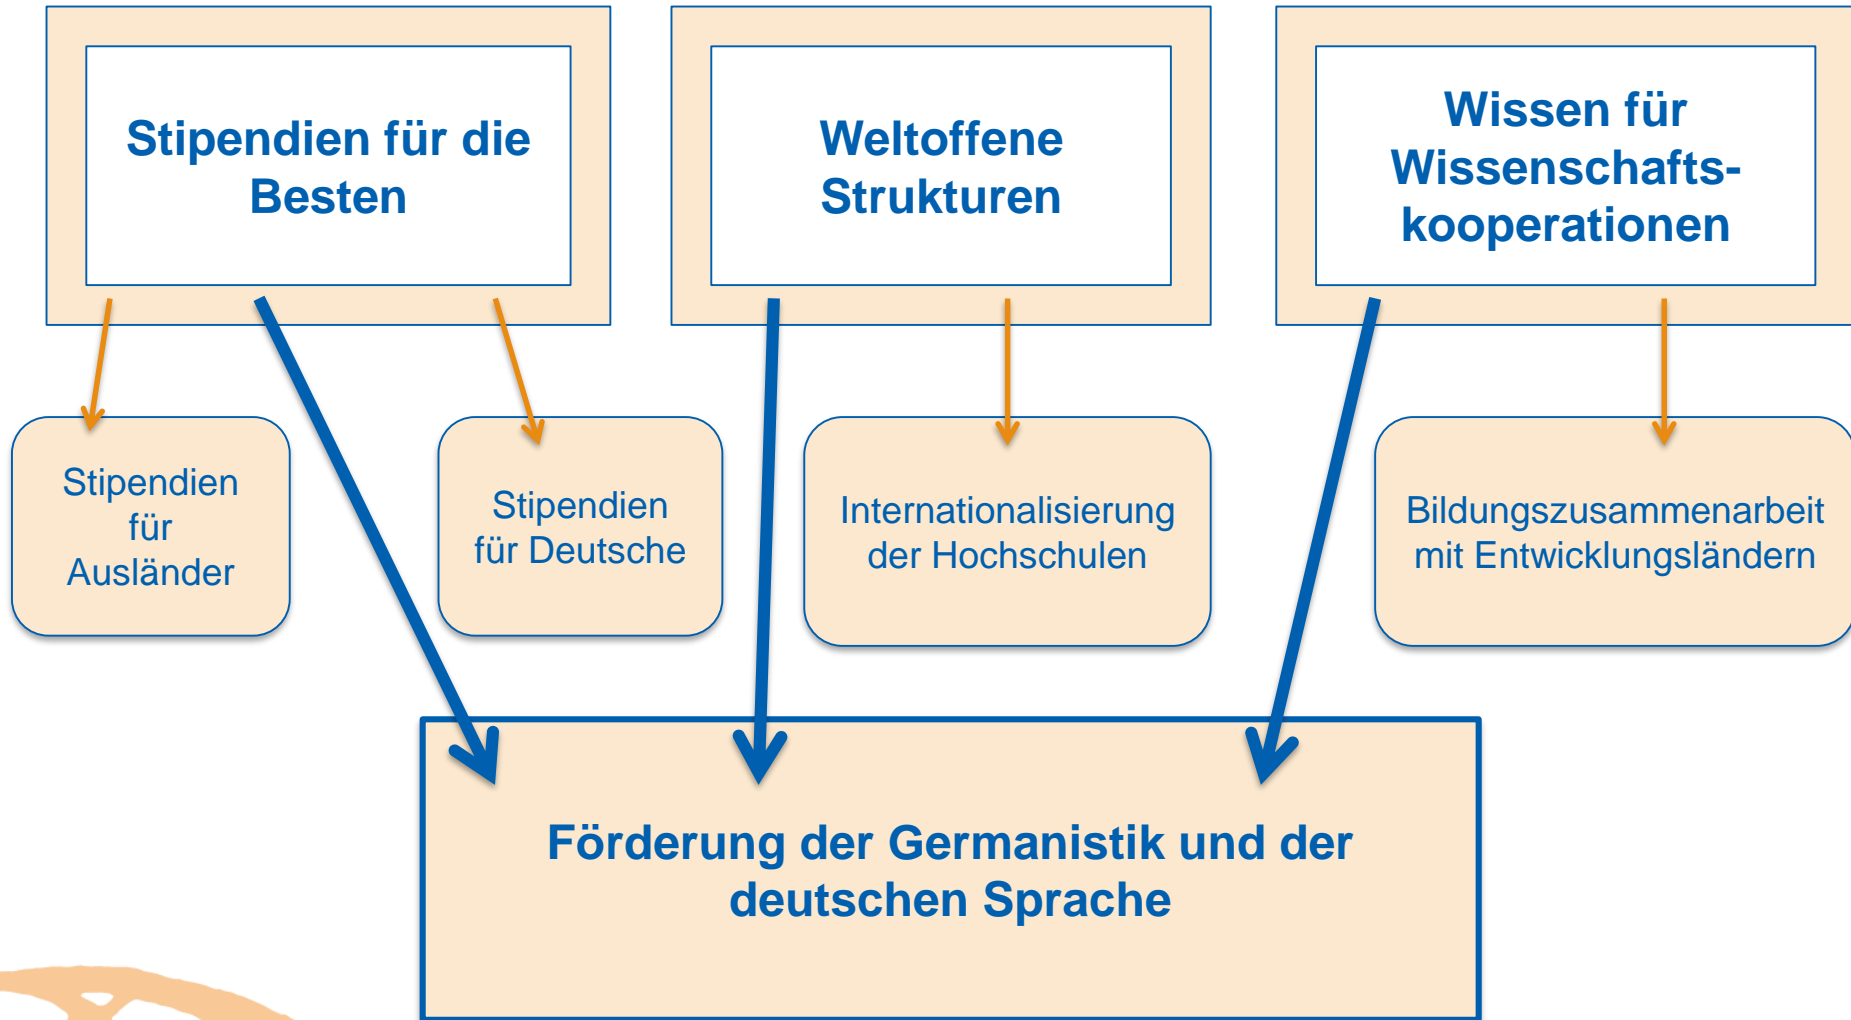 Stipendien für die
Besten
Weltoffene
Strukturen
Wissen für
Wissenschafts-
kooperationen
Stipendien
für
Ausländer
Stipendien
für Deutsche
Internationalisierung
der Hochschulen
Bildungszusammenarbeit
mit Entwicklungsländern
Förderung der Germanistik und der
deutschen Sprache